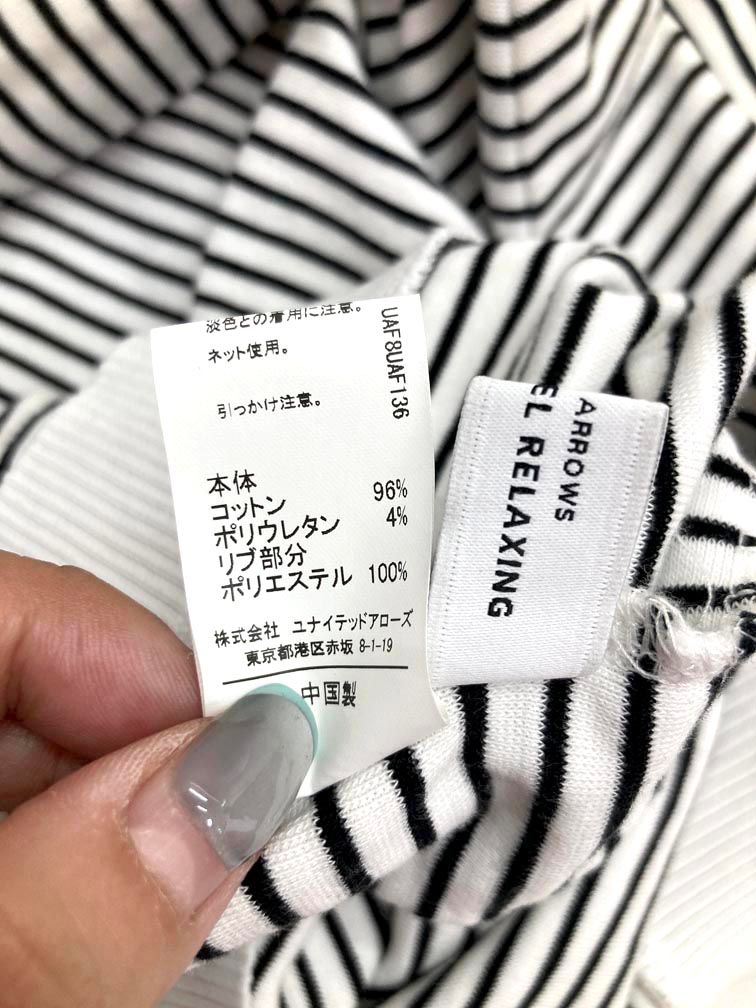 淡色との着用に注意。
ネット使用。
引っかけ注意。
UAF8UAF136
本体
コットン 96%
ポリウレタン 4%
リブ部分
ポリエステル 100%
株式会社 ユナイテッドアローズ
東京都港区赤坂 8-1-19
中国製
ARROWS
EL RELAXING